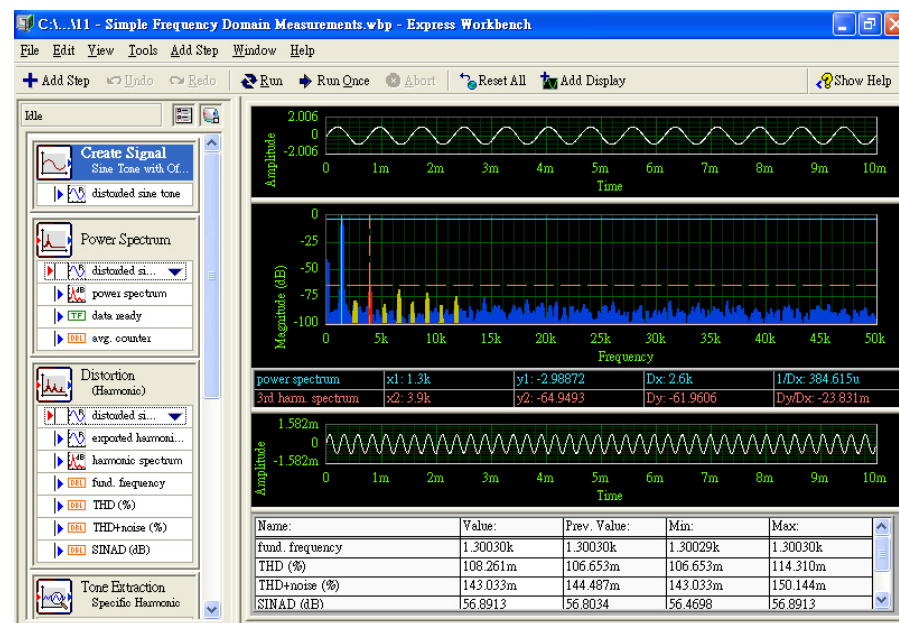 C:\...\11 - Simple Frequency Domain Measurements.wbp - Express Workbench
File Edit View Tools Add Step Window Help
Add Step Undo Redo Run Run Once Abort Reset All Add Display Show Help
Idle
Create Signal
Sine Tone with Of...
distorded sine tone
Power Spectrum
distorded si...
power spectrum
TF data ready
DBL avg. counter
Distortion
(Harmonic)
distorded si...
exported harmoni...
harmonic spectrum
DBL fund. frequency
DBL THD (%)
DBL THD+noise (%)
DBL SINAD (dB)
Tone Extraction
Specific Harmonic
Amplitude
2.006
0
-2.006
0 1m 2m 3m 4m 5m 6m 7m 8m 9m 10m
Time
Magnitude (dB)
0
-25
-50
-75
-100
0 5k 10k 15k 20k 25k 30k 35k 40k 45k 50k
Frequency
power spectrum x1: 1.3k y1: -2.98872 Dx: 2.6k 1/Dx: 384.615u
3rd harm. spectrum x2: 3.9k y2: -64.9493 Dy: -61.9606 Dy/Dx: -23.831m
Amplitude
1.582m
0
-1.582m
0 1m 2m 3m 4m 5m 6m 7m 8m 9m 10m
Time
Name: Value: Prev. Value: Min: Max:
fund. frequency 1.30030k 1.30030k 1.30029k 1.30030k
THD (%) 108.261m 106.653m 106.653m 114.310m
THD+noise (%) 143.033m 144.487m 143.033m 150.144m
SINAD (dB) 56.8913 56.8034 56.4698 56.8913